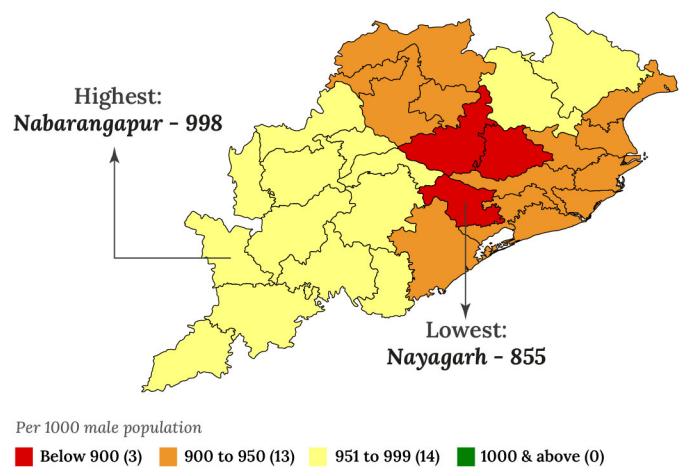 Highest:
Nabarangapur - 998
Lowest:
Nayagarh - 855
Per 1000 male population
Below 900 (3) 900 to 950 (13) 951 to 999 (14) 1000 & above (0)